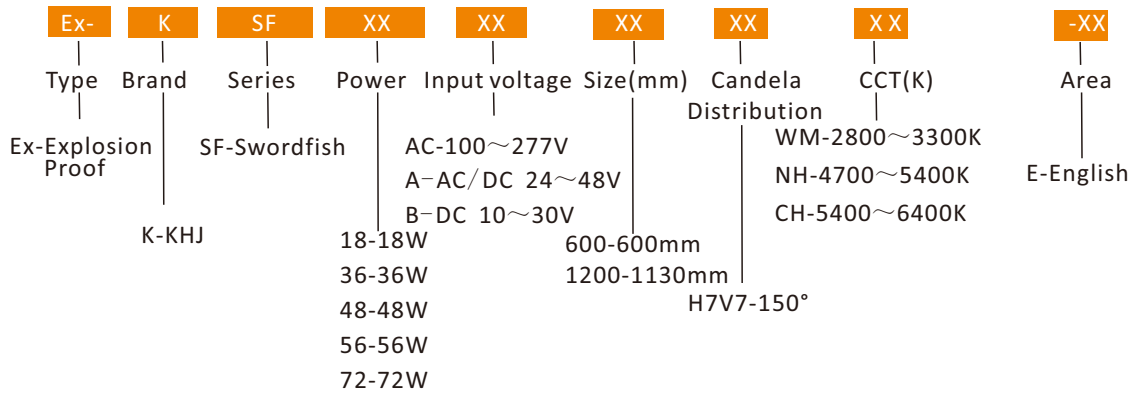 Ex- K SF XX XX XX XX X X -XX
Type Brand Series Power Input voltage Size(mm) Candela Distribution CCT(K) Area
Ex-Explosion Proof
K-KHJ
SF-Swordfish
18-18W
36-36W
48-48W
56-56W
72-72W
AC-100～277V
A-AC/DC 24～48V
B-DC 10～30V
600-600mm
1200-1130mm
H7V7-150°
WM-2800～3300K
NH-4700～5400K
CH-5400～6400K
E-English